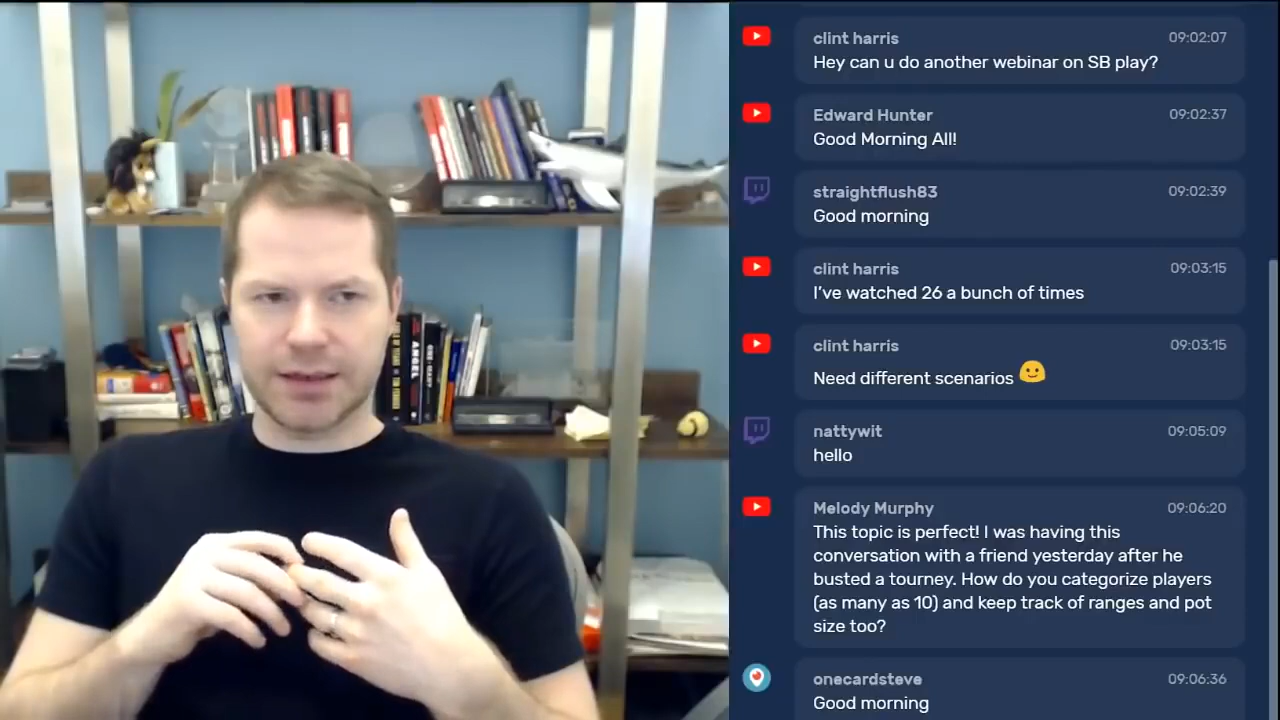 clint harris
09:02:07
Hey can u do another webinar on SB play?
Edward Hunter
09:02:37
Good Morning All!
straightflush83
09:02:39
Good morning
clint harris
09:03:15
I've watched 26 a bunch of times
clint harris
09:03:15
Need different scenarios 🙂
nattywit
09:05:09
hello
Melody Murphy
09:06:20
This topic is perfect! I was having this
conversation with a friend yesterday after he
busted a tourney. How do you categorize players
(as many as 10) and keep track of ranges and pot
size too?
onecardsteve
09:06:36
Good morning
ANGEL